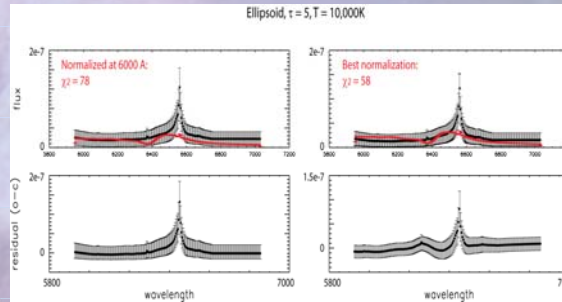 Ellipsoid, τ = 5, T = 10,000K
2e-7
Normalized at 6000 A:
χ2 = 78
flux
0
5800 6000 6200 6400 6600 6800 7000 7200
2e-7
Best normalization:
χ2 = 58
0
5800 6000 6200 6400 6600 6800 7000
2e-7
residual (o-c)
0
5800 7000
wavelength
1.5e-7
0
5800
wavelength